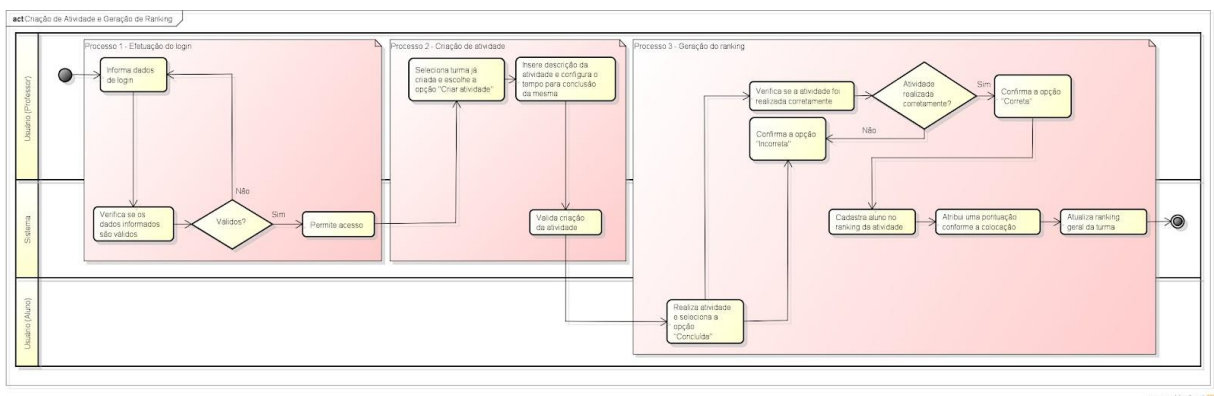 act Criação de Atividade e Geração de Ranking
Usuário (Professor)
Sistema
Usuário (Aluno)
Processo 1 - Efetuação do login
Informa dados
de login
Verifica se os
dados informados
são válidos
Válidos?
Não
Sim
Permite acesso
Processo 2 - Criação de atividade
Seleciona turma já
criada e escolhe a
opção "Criar atividade"
Insere descrição da
atividade e configura o
tempo para conclusão
da mesma
Valida criação
da atividade
Processo 3 - Geração do ranking
Verifica se a atividade foi
realizada corretamente
Atividade
realizada
corretamente?
Sim
Confirma a opção
"Correta"
Não
Confirma a opção
"Incorreta"
Cadastra aluno no
ranking da atividade
Atribui uma pontuação
conforme a colocação
Atualiza ranking
geral da turma
Realiza atividade
e seleciona a
opção
"Concluída"